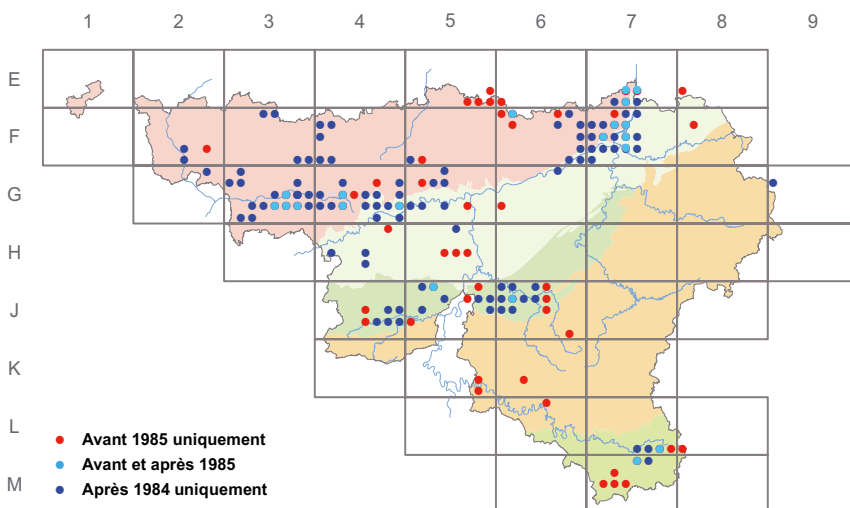 1 2 3 4 5 6 7 8 9
E
F
G
H
J
K
L
M
Avant 1985 uniquement
Avant et après 1985
Après 1984 uniquement